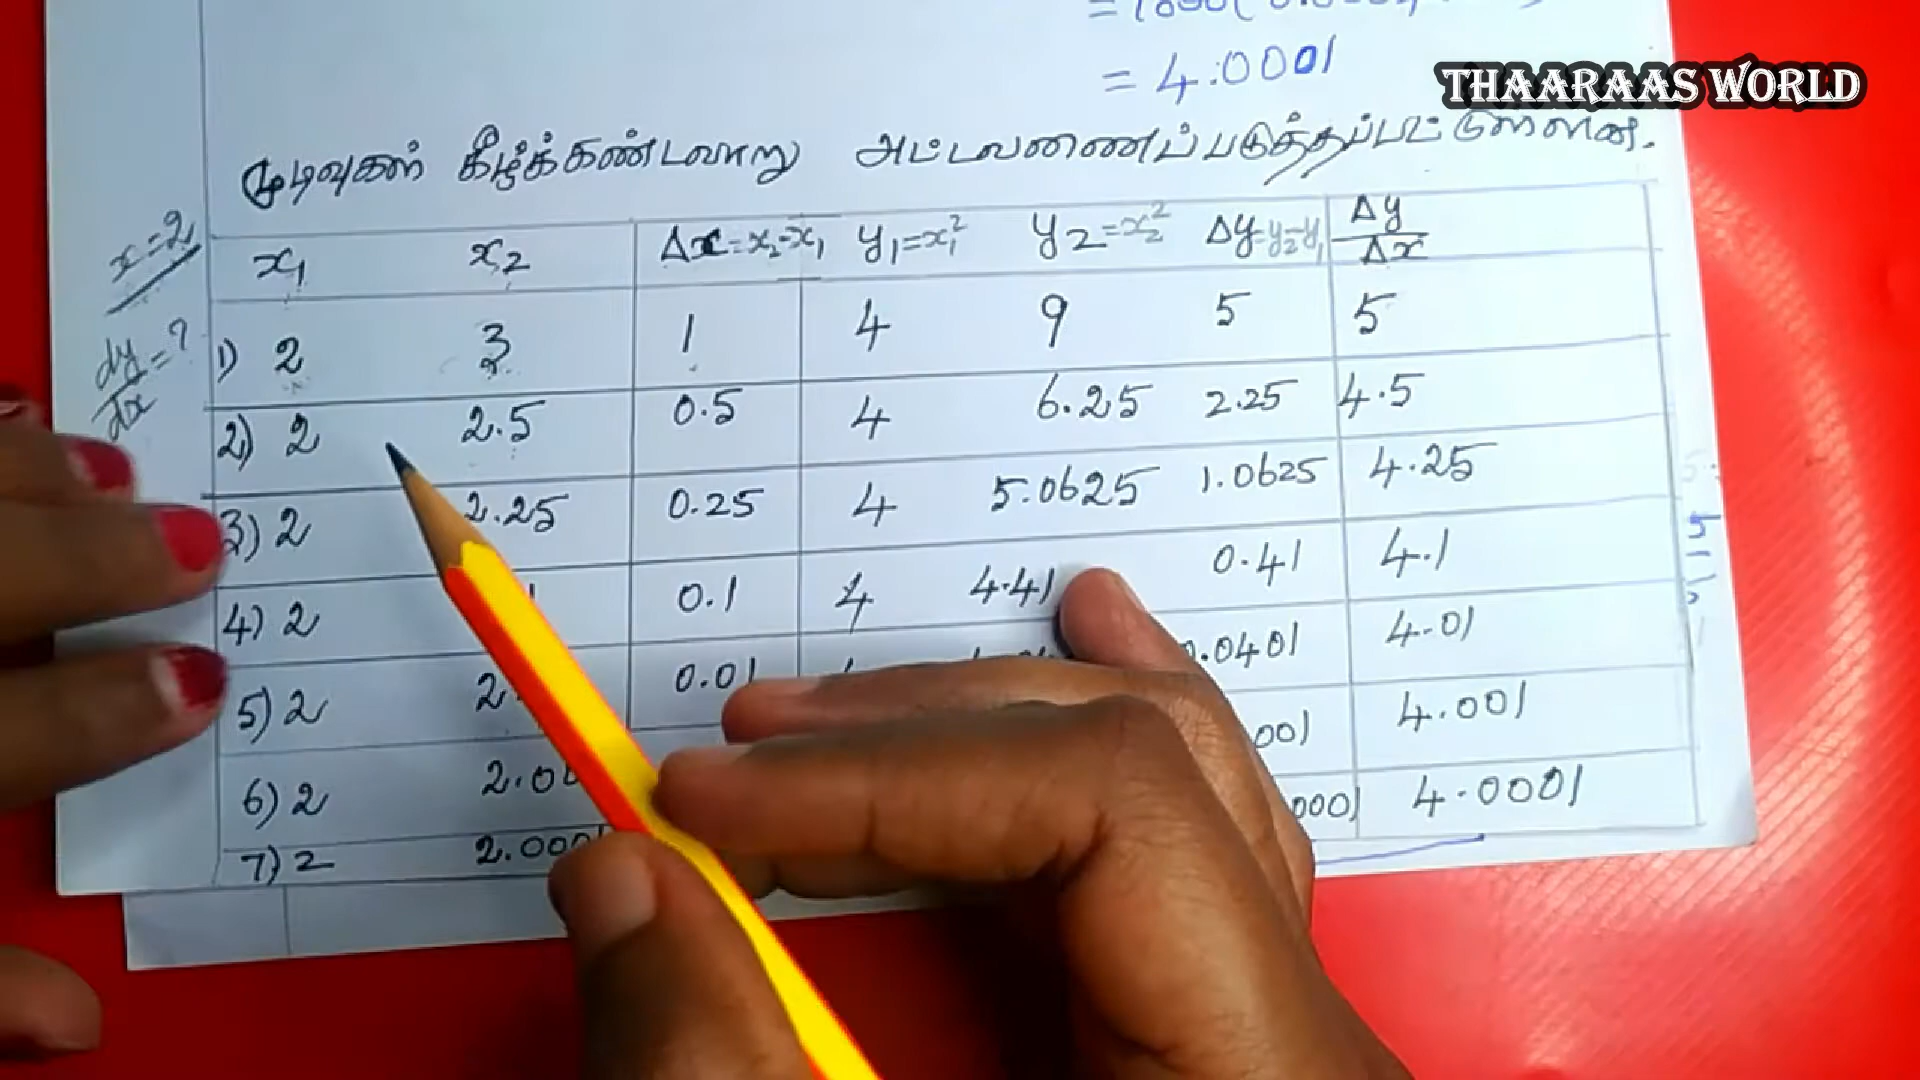 = 4.0001
THAARAAS WORLD
முடிவுகள் கீழ்க்கண்டவாறு அட்டவணைப்படுத்தப்பட்டுள்ளன.
x=2
dy/dx = ?
x₁ x₂ Δx = x₂-x₁ y₁ = x₁² y₂ = x₂² Δy = y₂-y₁ Δy/Δx
1) 2 3 1 4 9 5 5
2) 2 2.5 0.5 4 6.25 2.25 4.5
3) 2 2.25 0.25 4 5.0625 1.0625 4.25
4) 2 0.1 4 4.41 0.41 4.1
5) 2 0.01 0.0401 4.01
6) 2 4.001
7) 2 4.0001